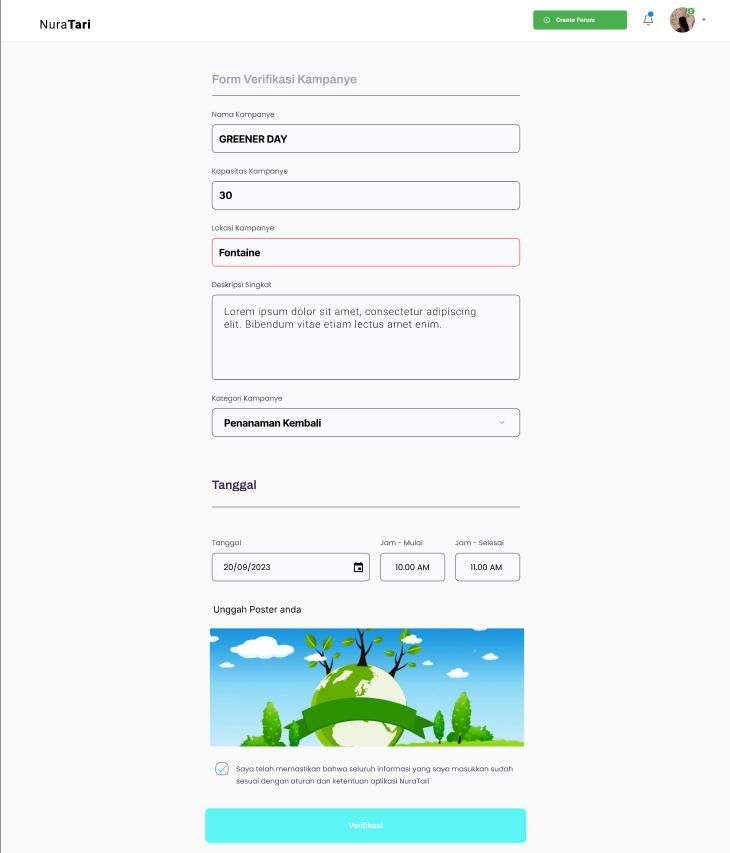 NuraTari
Create Forum
Form Verifikasi Kampanye
Nama Kampanye
GREENER DAY
Kapasitas Kampanye
30
Lokasi Kampanye
Fontaine
Deskripsi Singkat
Lorem ipsum dolor sit amet, consectetur adipiscing
elit. Bibendum vitae etiam lectus amet enim.
Kategori Kampanye
Penanaman Kembali
Tanggal
Tanggal Jam - Mulai Jam - Selesai
20/09/2023 10.00 AM 11.00 AM
Unggah Poster anda
Saya telah memastikan bahwa seluruh informasi yang saya masukkan sudah
sesuai dengan aturan dan ketentuan aplikasi NuraTari
Verifikasi